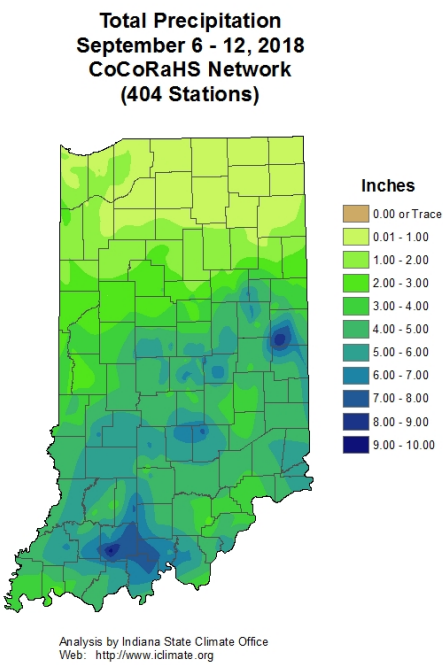 Total Precipitation
September 6 - 12, 2018
CoCoRaHS Network
(404 Stations)
Inches
0.00 or Trace
0.01 - 1.00
1.00 - 2.00
2.00 - 3.00
3.00 - 4.00
4.00 - 5.00
5.00 - 6.00
6.00 - 7.00
7.00 - 8.00
8.00 - 9.00
9.00 - 10.00
Analysis by Indiana State Climate Office
Web: http://www.iclimate.org